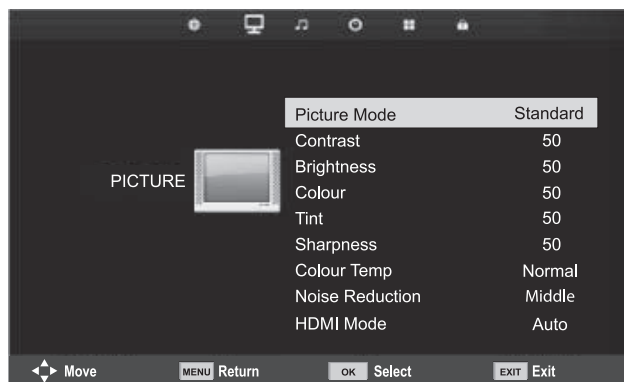 PICTURE
Picture Mode Standard
Contrast 50
Brightness 50
Colour 50
Tint 50
Sharpness 50
Colour Temp Normal
Noise Reduction Middle
HDMI Mode Auto
Move MENU Return OK Select EXIT Exit